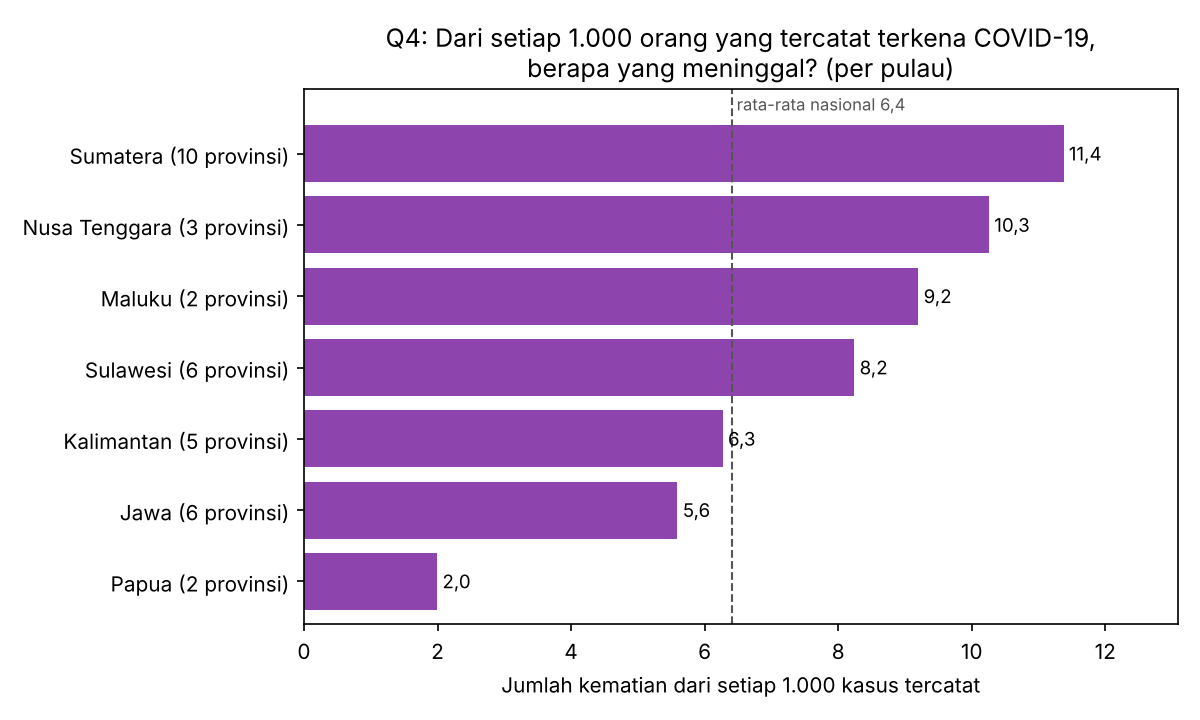 Q4: Dari setiap 1.000 orang yang tercatat terkena COVID-19,
berapa yang meninggal? (per pulau)
rata-rata nasional 6,4
Sumatera (10 provinsi) 11,4
Nusa Tenggara (3 provinsi) 10,3
Maluku (2 provinsi) 9,2
Sulawesi (6 provinsi) 8,2
Kalimantan (5 provinsi) 6,3
Jawa (6 provinsi) 5,6
Papua (2 provinsi) 2,0
0 2 4 6 8 10 12
Jumlah kematian dari setiap 1.000 kasus tercatat